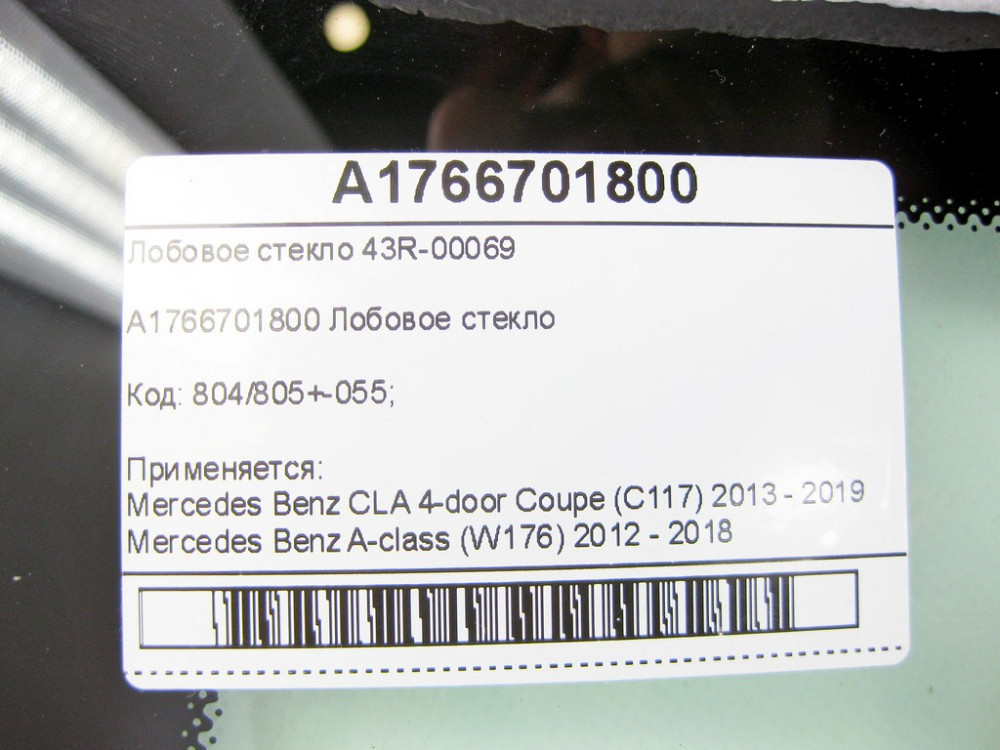 A1766701800
Лобовое стекло 43R-00069
A1766701800 Лобовое стекло
Код: 804/805+-055;
Применяется:
Mercedes Benz CLA 4-door Coupe (C117) 2013 - 2019
Mercedes Benz A-class (W176) 2012 - 2018